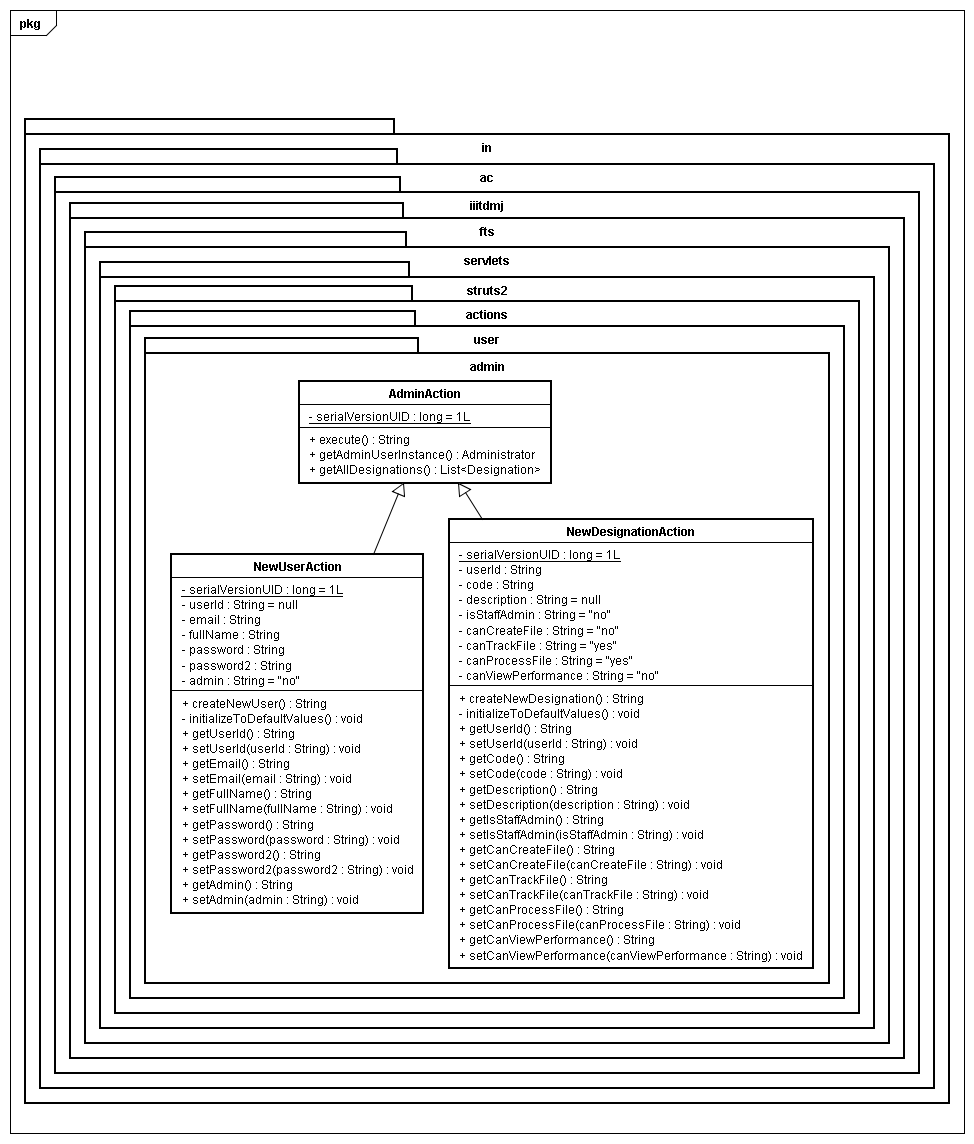 pkg
in
ac
iiitdmj
fts
servlets
struts2
actions
user
admin
AdminAction
- serialVersionUID : long = 1L
+ execute() : String
+ getAdminUserInstance() : Administrator
+ getAllDesignations() : List<Designation>
NewUserAction
- serialVersionUID : long = 1L
- userId : String = null
- email : String
- fullName : String
- password : String
- password2 : String
- admin : String = "no"
+ createNewUser() : String
- initializeToDefaultValues() : void
+ getUserId() : String
+ setUserId(userId : String) : void
+ getEmail() : String
+ setEmail(email : String) : void
+ getFullName() : String
+ setFullName(fullName : String) : void
+ getPassword() : String
+ setPassword(password : String) : void
+ getPassword2() : String
+ setPassword2(password2 : String) : void
+ getAdmin() : String
+ setAdmin(admin : String) : void
NewDesignationAction
- serialVersionUID : long = 1L
- userId : String
- code : String
- description : String = null
- isStaffAdmin : String = "no"
- canCreateFile : String = "no"
- canTrackFile : String = "yes"
- canProcessFile : String = "yes"
- canViewPerformance : String = "no"
+ createNewDesignation() : String
- initializeToDefaultValues() : void
+ getUserId() : String
+ setUserId(userId : String) : void
+ getCode() : String
+ setCode(code : String) : void
+ getDescription() : String
+ setDescription(description : String) : void
+ getIsStaffAdmin() : String
+ setIsStaffAdmin(isStaffAdmin : String) : void
+ getCanCreateFile() : String
+ setCanCreateFile(canCreateFile : String) : void
+ getCanTrackFile() : String
+ setCanTrackFile(canTrackFile : String) : void
+ getCanProcessFile() : String
+ setCanProcessFile(canProcessFile : String) : void
+ getCanViewPerformance() : String
+ setCanViewPerformance(canViewPerformance : String) : void